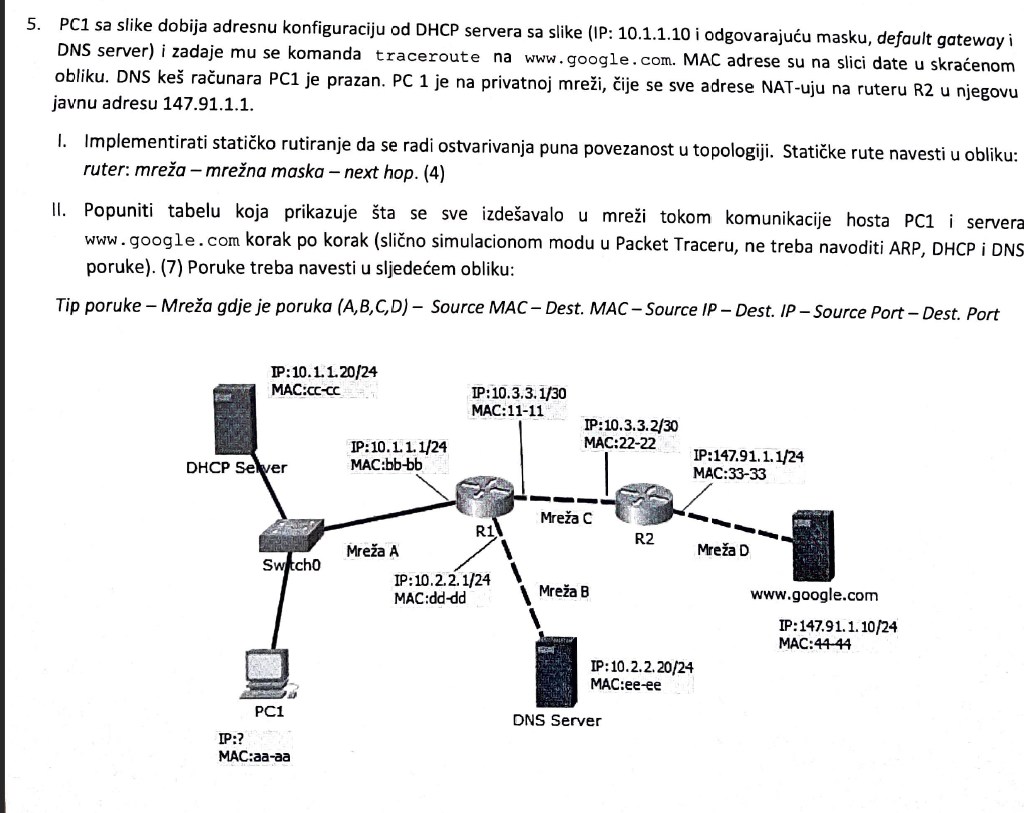 5. PC1 sa slike dobija adresnu konfiguraciju od DHCP servera sa slike (IP: 10.1.1.10 i odgovarajuću masku, default gateway i
DNS server) i zadaje mu se komanda traceroute na www.google.com. MAC adrese su na slici date u skraćenom
obliku. DNS keš računara PC1 je prazan. PC 1 je na privatnoj mreži, čije se sve adrese NAT-uju na ruteru R2 u njegovu
javnu adresu 147.91.1.1.
I. Implementirati statičko rutiranje da se radi ostvarivanja puna povezanost u topologiji. Statičke rute navesti u obliku:
ruter: mreža – mrežna maska – next hop. (4)
II. Popuniti tabelu koja prikazuje šta se sve izdešavalo u mreži tokom komunikacije hosta PC1 i servera
www.google.com korak po korak (slično simulacionom modu u Packet Traceru, ne treba navoditi ARP, DHCP i DNS
poruke). (7) Poruke treba navesti u sljedećem obliku:
Tip poruke – Mreža gdje je poruka (A,B,C,D) – Source MAC – Dest. MAC – Source IP – Dest. IP – Source Port – Dest. Port
IP:10.1.1.20/24
MAC:cc-cc
DHCP Server
IP:10.1.1.1/24
MAC:bb-bb
IP:10.3.3.1/30
MAC:11-11
IP:10.3.3.2/30
MAC:22-22
IP:147.91.1.1/24
MAC:33-33
Switch0
Mreža A
R1
Mreža C
R2
Mreža D
IP:10.2.2.1/24
MAC:dd-dd
Mreža B
www.google.com
IP:147.91.1.10/24
MAC:44-44
IP:10.2.2.20/24
MAC:ee-ee
DNS Server
PC1
IP:?
MAC:aa-aa